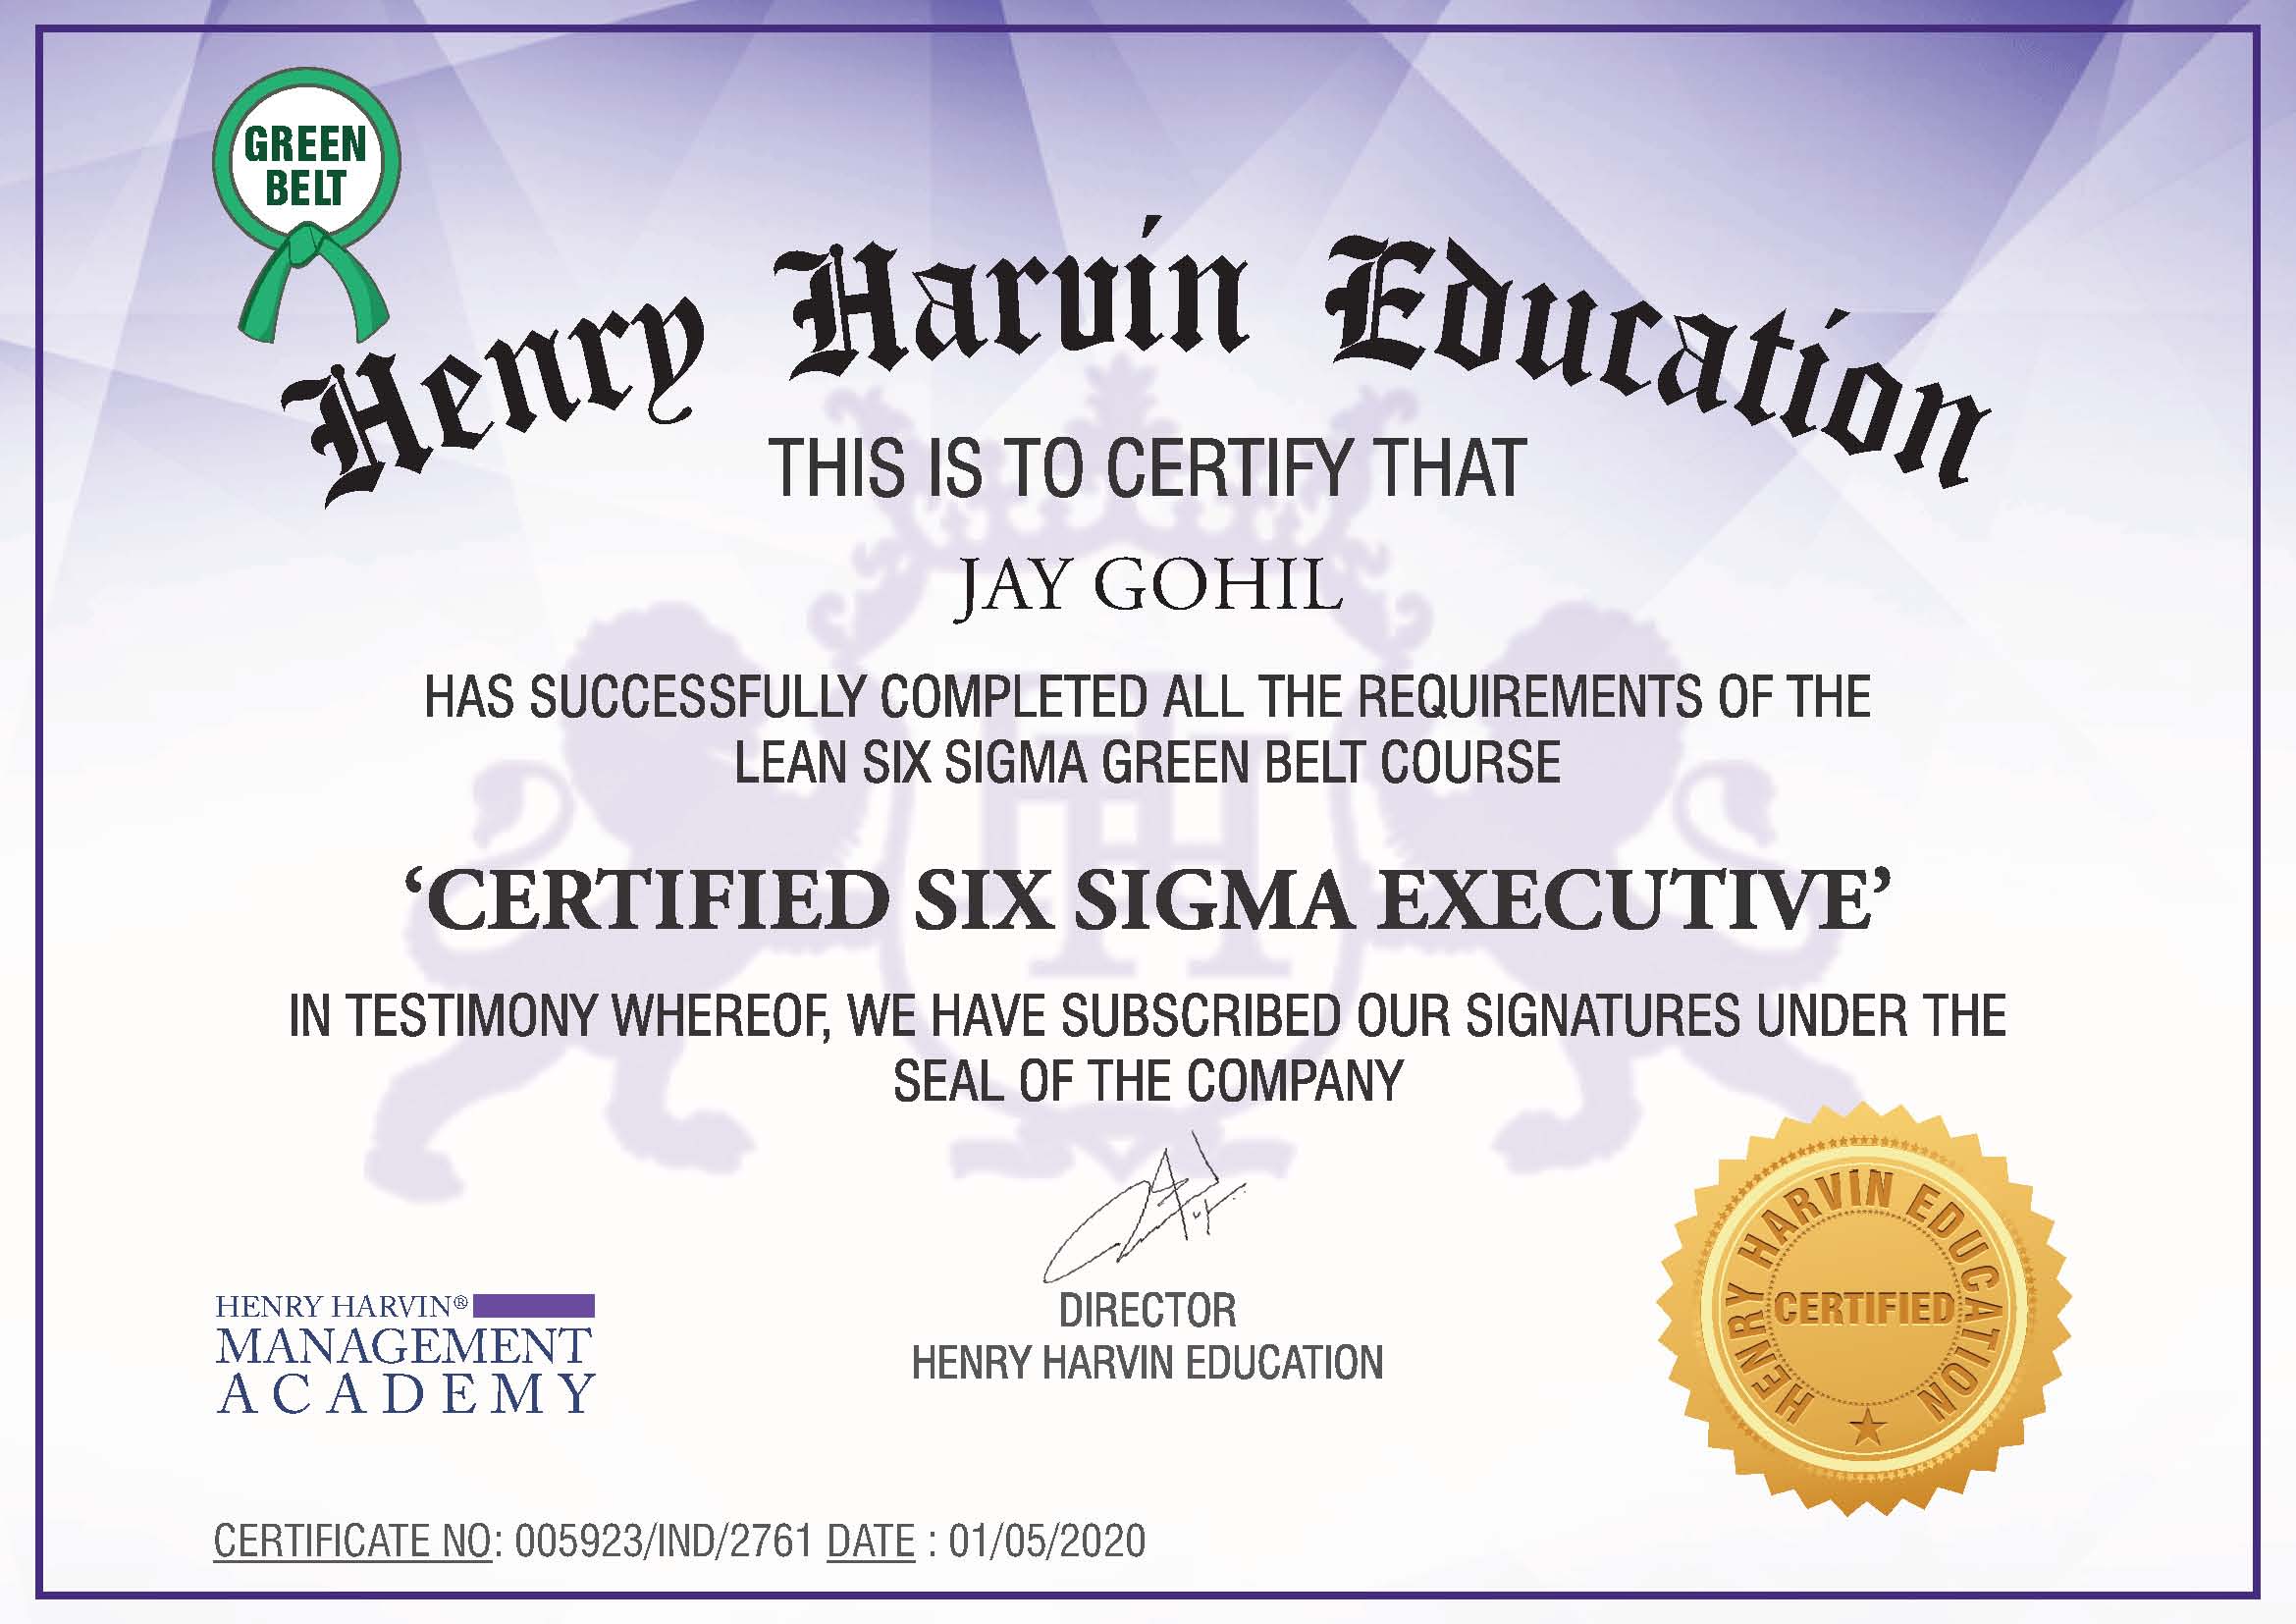 GREEN
BELT
Henry Harvin Education
THIS IS TO CERTIFY THAT
JAY GOHIL
HAS SUCCESSFULLY COMPLETED ALL THE REQUIREMENTS OF THE
LEAN SIX SIGMA GREEN BELT COURSE
‘CERTIFIED SIX SIGMA EXECUTIVE’
IN TESTIMONY WHEREOF, WE HAVE SUBSCRIBED OUR SIGNATURES UNDER THE
SEAL OF THE COMPANY
DIRECTOR
HENRY HARVIN EDUCATION
HENRY HARVIN®
MANAGEMENT
ACADEMY
HENRY HARVIN EDUCATION
CERTIFIED
CERTIFICATE NO: 005923/IND/2761 DATE : 01/05/2020